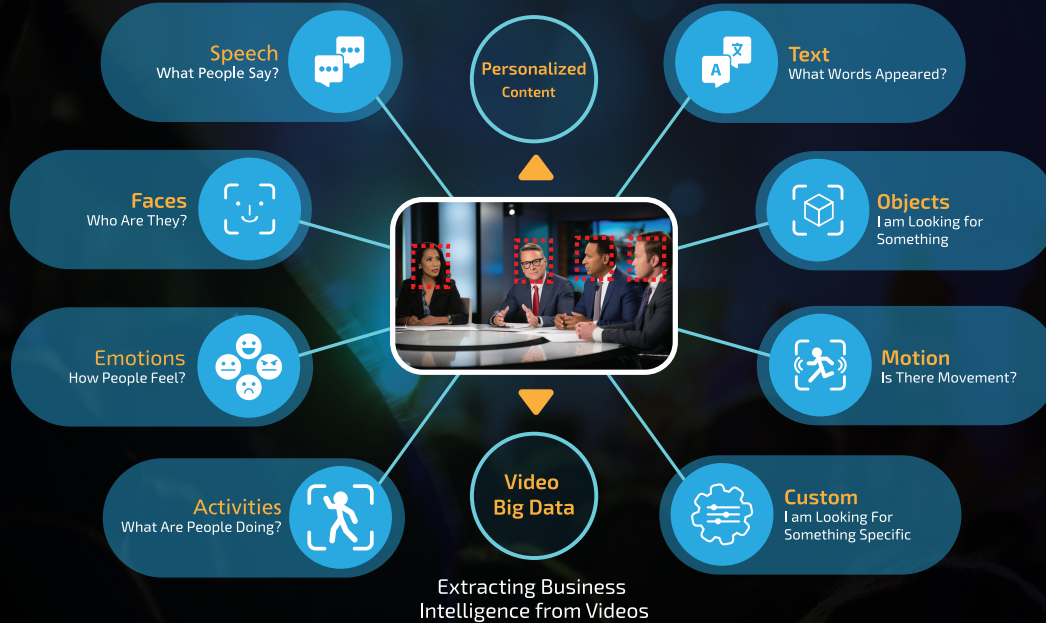 Speech
What People Say?
Personalized
Content
Text
What Words Appeared?
A
文
Faces
Who Are They?
Objects
I am Looking for
Something
Emotions
How People Feel?
Motion
Is There Movement?
Activities
What Are People Doing?
Video
Big Data
Custom
I am Looking For
Something Specific
Extracting Business
Intelligence from Videos